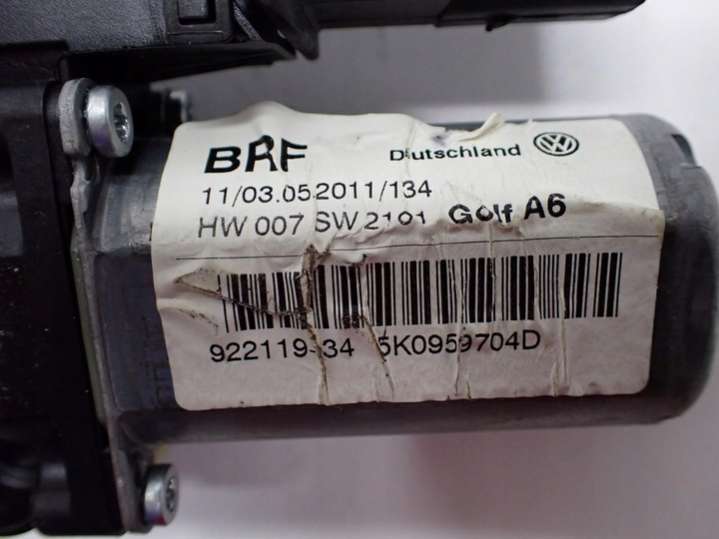 BRF Deutschland
11/03.05.2011/134
HW 007 SW 2101 Golf A6
922119-34 5K0959704D